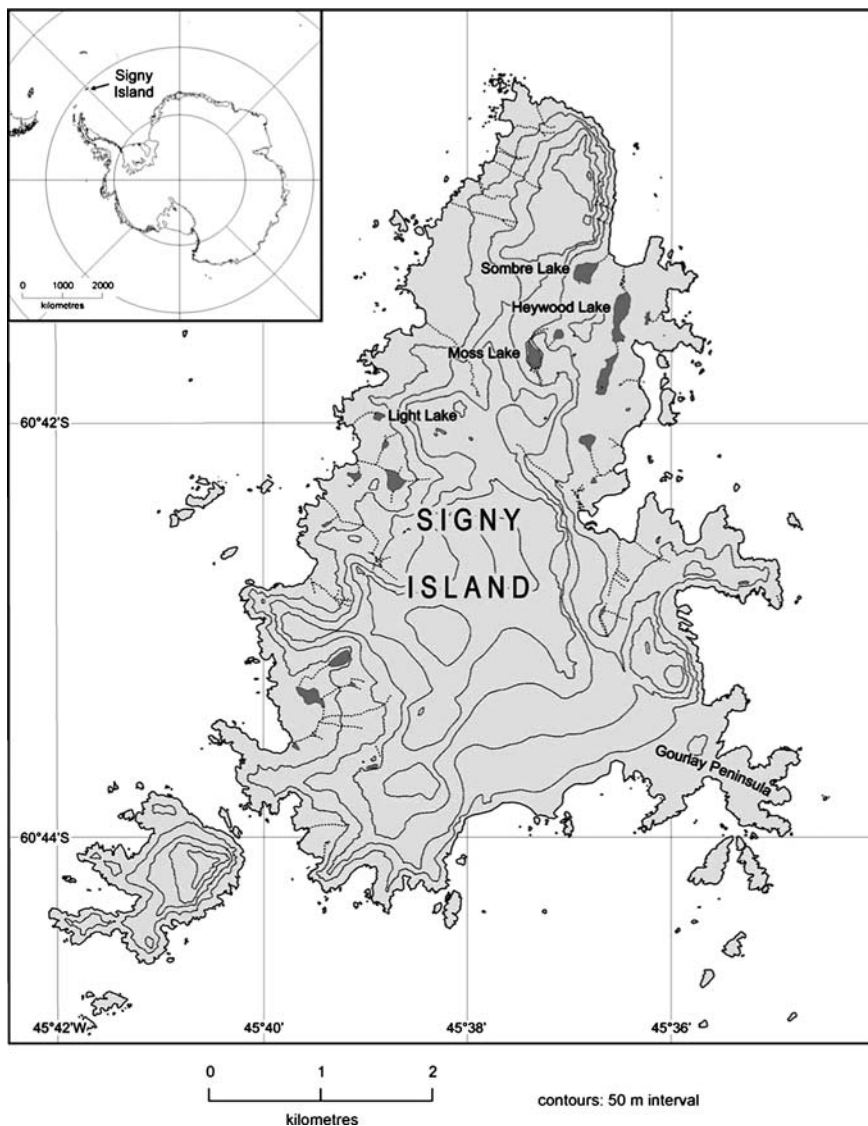 Signy
Island
0 1000 2000
kilometres
Sombre Lake
Heywood Lake
Moss Lake
Light Lake
60°42'S
SIGNY
ISLAND
Gourlay Peninsula
60°44'S
45°42'W 45°40' 45°38' 45°36'
0 1 2
kilometres
contours: 50 m interval